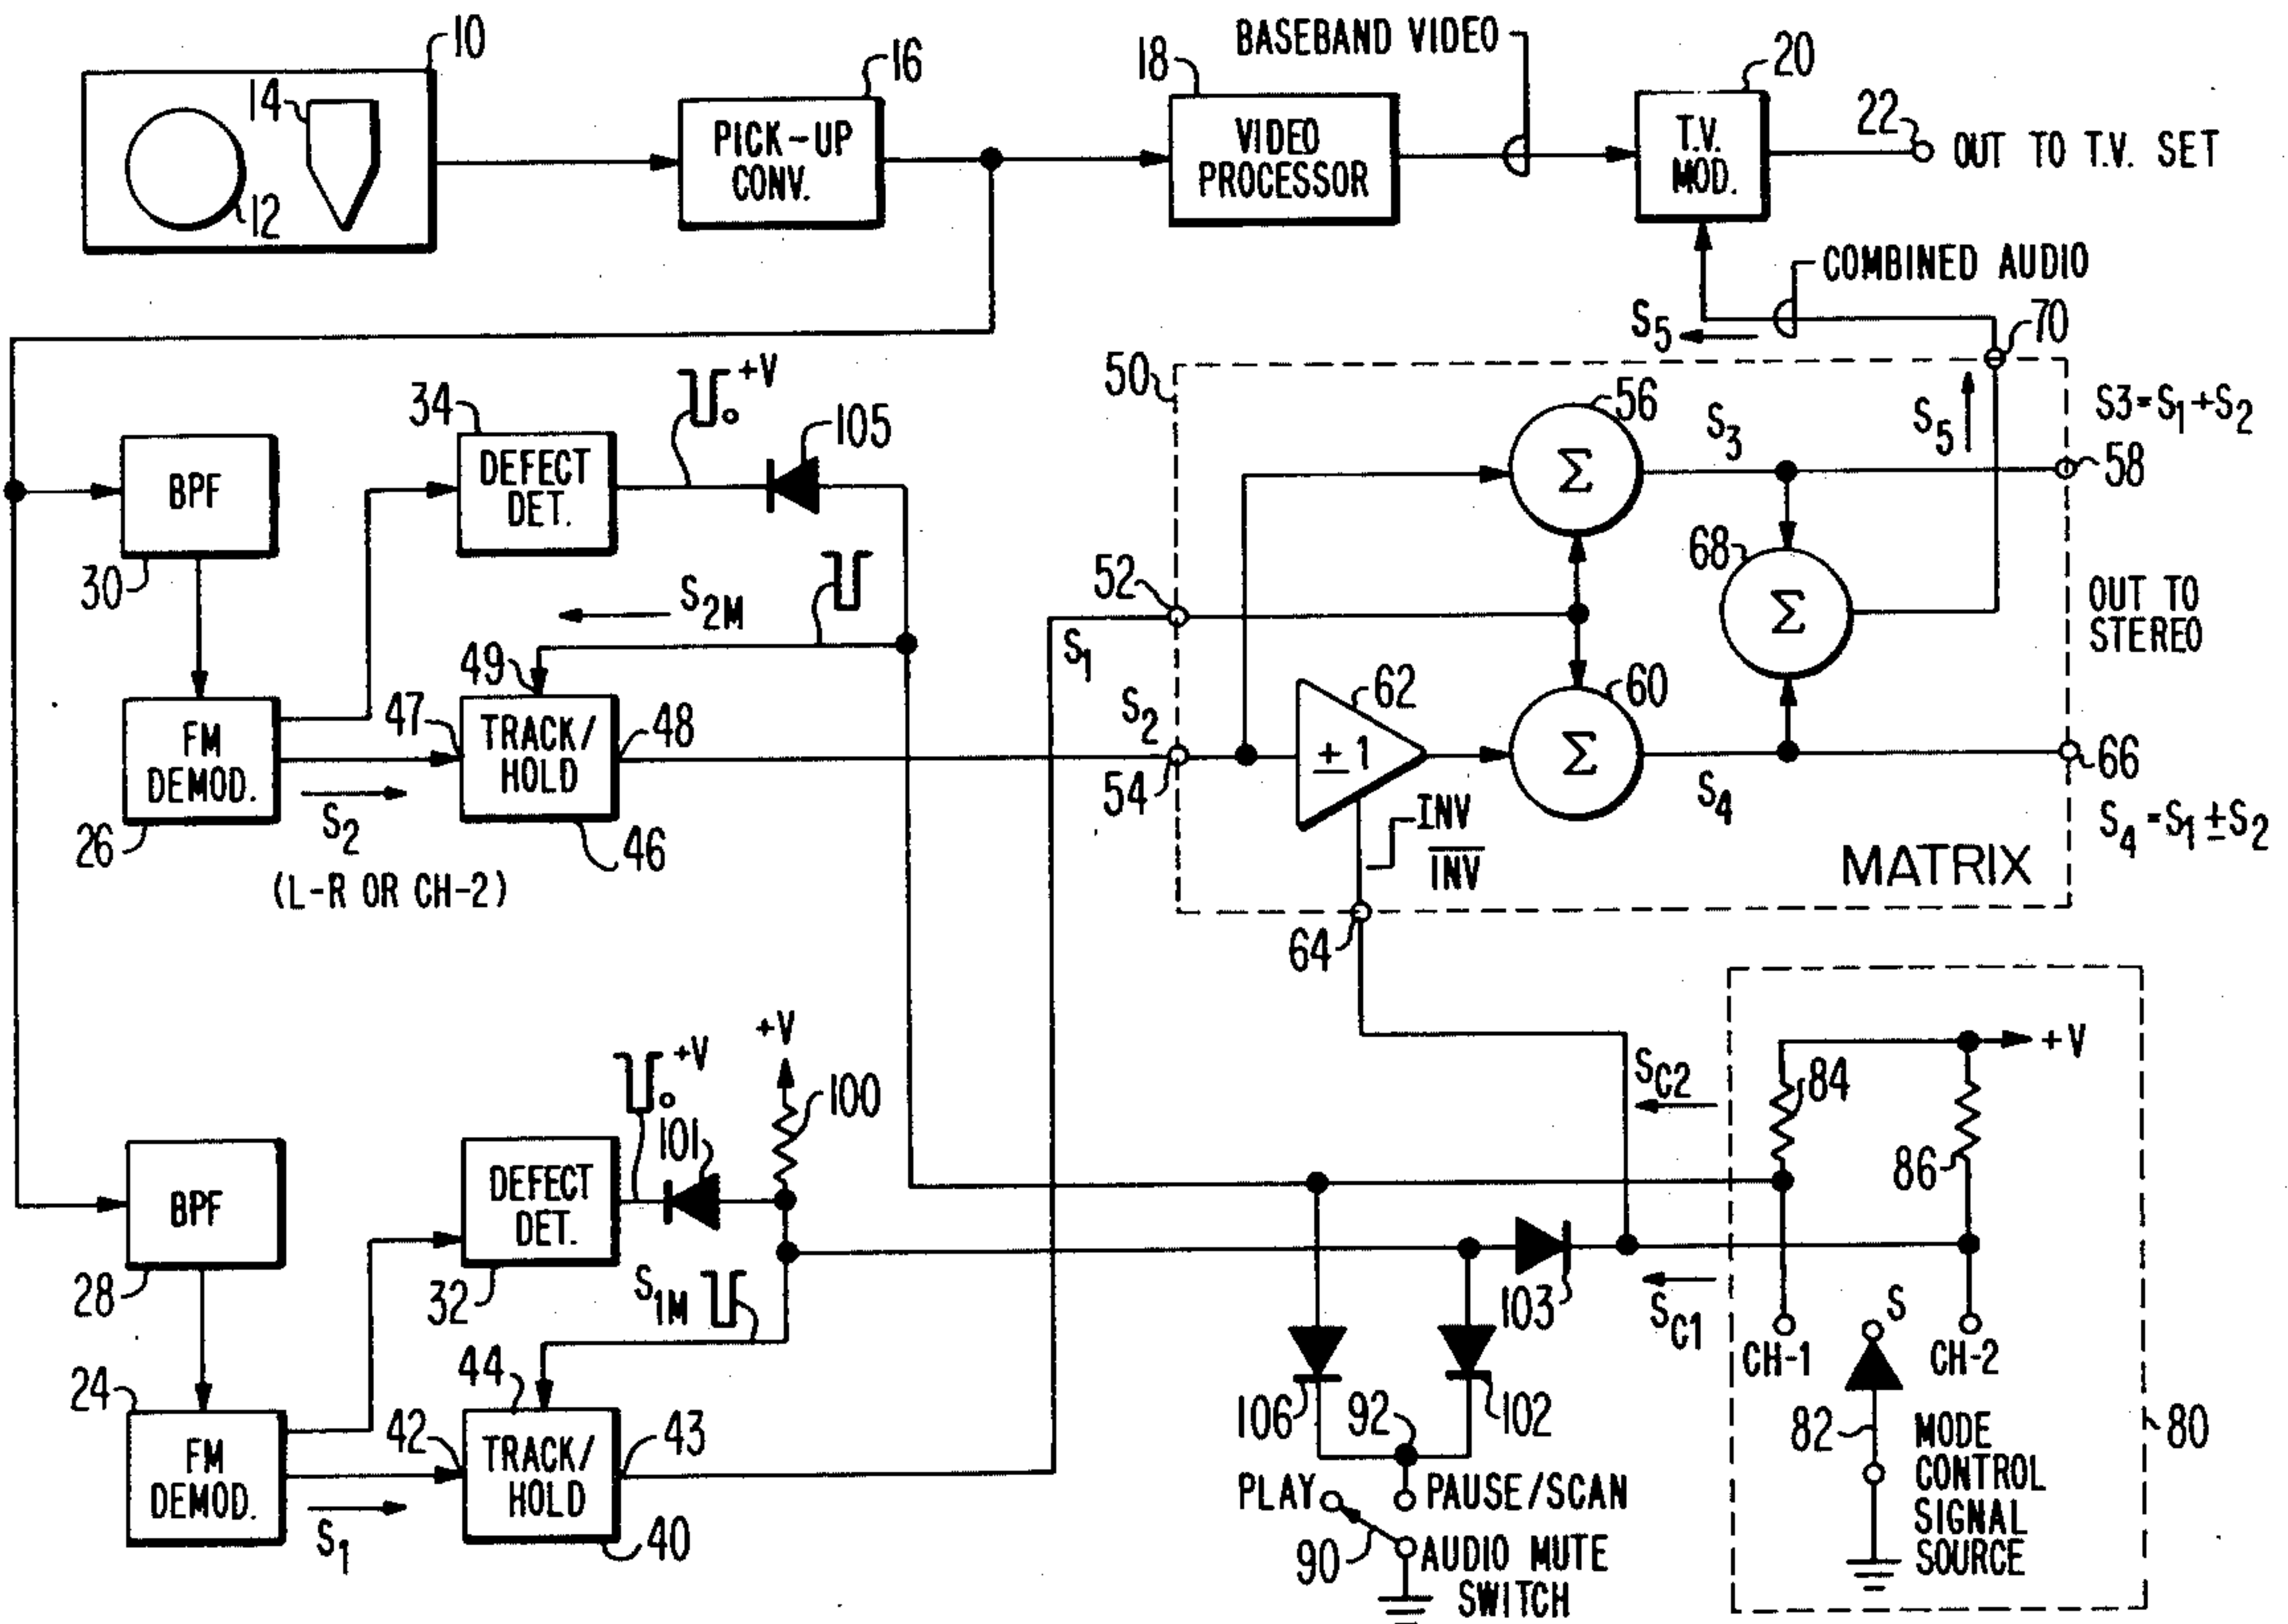 10
14
12
16
PICK-UP
CONV.
BASEBAND VIDEO
18
VIDEO
PROCESSOR
20
T.V.
MOD.
22
OUT TO T.V. SET
COMBINED AUDIO
S5
70
34
DEFECT
DET.
+V
0
105
BPF
30
50
56
Σ
S3
S5
S3=S1+S2
58
68
Σ
52
S1
S2M
49
OUT TO
STEREO
FM
DEMOD.
26
S2
(L-R OR CH-2)
47
TRACK/
HOLD
48
46
S2
54
62
±1
60
Σ
S4
66
S4=S1±S2
INV
INV
MATRIX
64
+V
0
+V
100
101
BPF
28
DEFECT
DET.
32
S1M
SC2
84
+V
86
103
SC1
CH-1
S
CH-2
24
FM
DEMOD.
S1
42
44
TRACK/
HOLD
43
40
106
92
102
PLAY
PAUSE/SCAN
90
AUDIO MUTE
SWITCH
82
MODE
CONTROL
SIGNAL
SOURCE
80